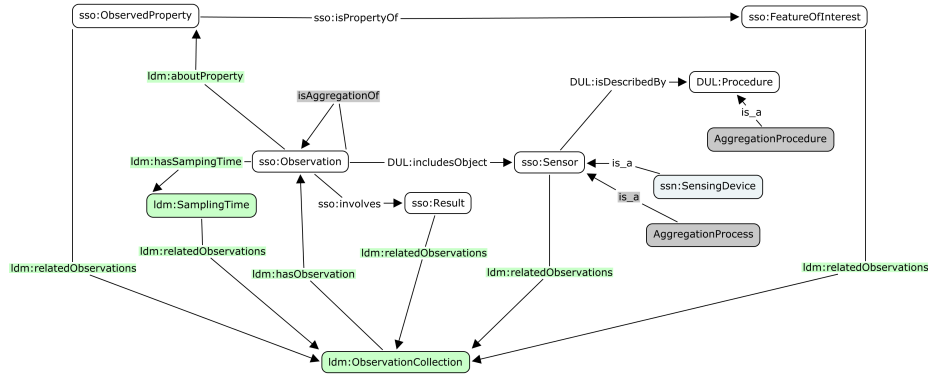 sso:ObservedProperty
sso:isPropertyOf
sso:FeatureOfInterest
ldm:aboutProperty
DUL:isDescribedBy
DUL:Procedure
isAggregationOf
is_a
AggregationProcedure
ldm:hasSampingTime
sso:Observation
DUL:includesObject
sso:Sensor
is_a
ssn:SensingDevice
ldm:SamplingTime
sso:involves
sso:Result
is_a
AggregationProcess
ldm:relatedObservations
ldm:relatedObservations
ldm:relatedObservations
ldm:hasObservation
ldm:relatedObservations
ldm:relatedObservations
ldm:ObservationCollection